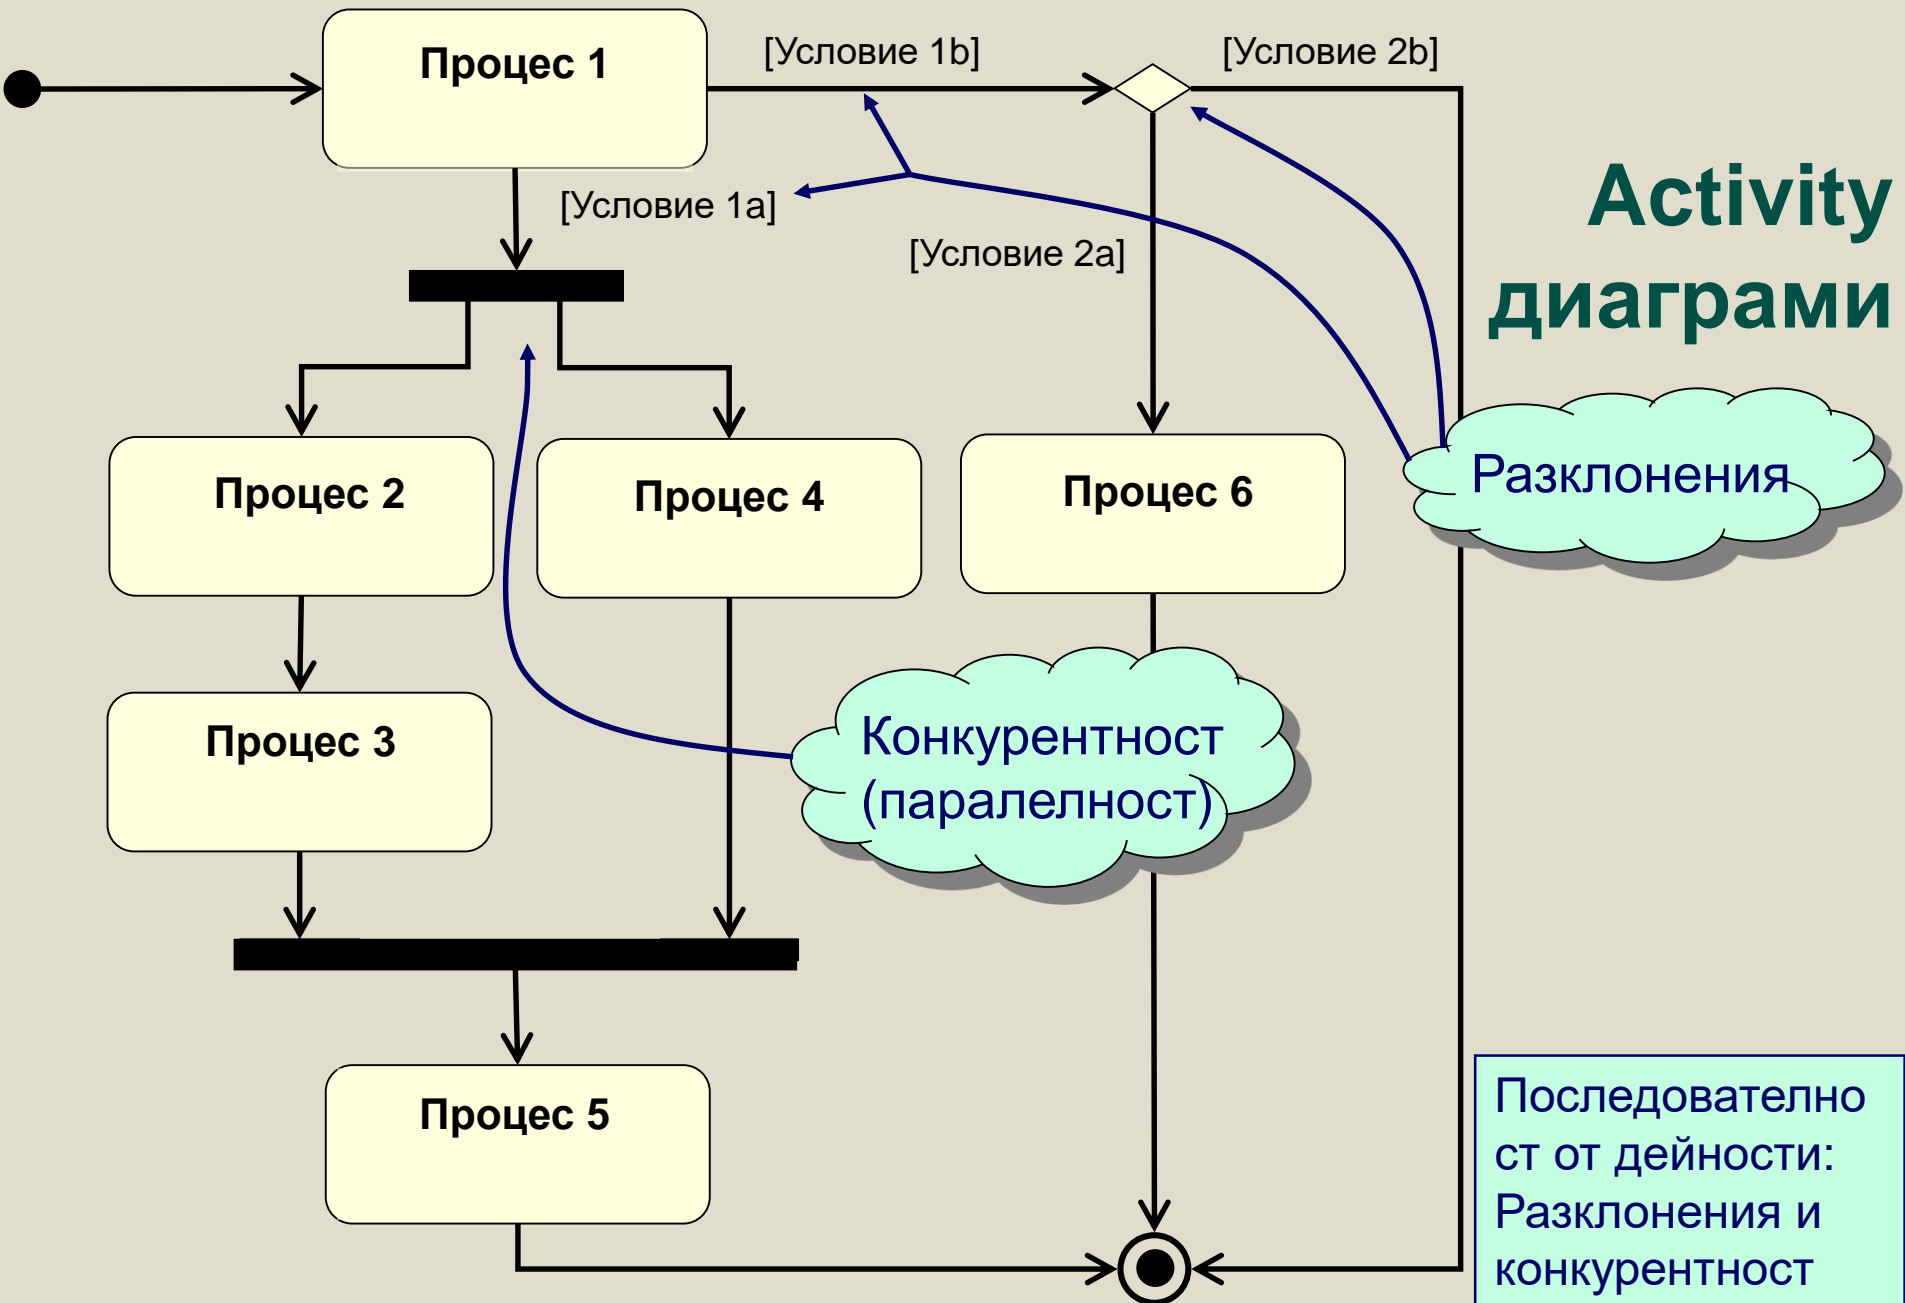 Процес 1
[Условие 1b]
[Условие 2b]
Activity
диаграми
[Условие 1a]
[Условие 2a]
Процес 2
Процес 4
Процес 6
Разклонения
Процес 3
Конкурентност
(паралелност)
Процес 5
Последователно
ст от дейности:
Разклонения и
конкурентност